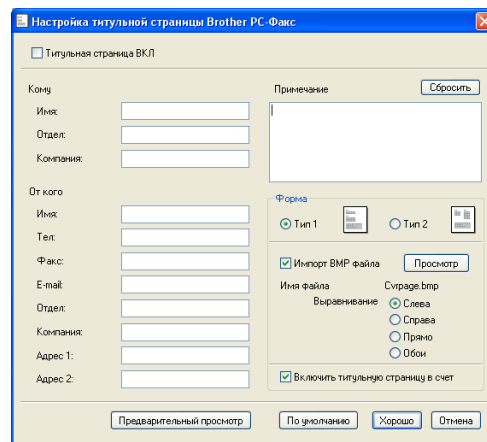 Настройка титульной страницы Brother PC-Факс
Титульная страница ВКЛ
Кому
Имя:
Отдел:
Компания:
Примечание
Сбросить
От кого
Имя:
Тел:
Факс:
E-mail:
Отдел:
Компания:
Адрес 1:
Адрес 2:
Форма
Тип 1
Тип 2
Импорт BMP файла
Просмотр
Имя файла
Cvrpage.bmp
Выравнивание
Слева
Справа
Прямо
Обои
Включить титульную страницу в счет
Предварительный просмотр
По умолчанию
Хорошо
Отмена